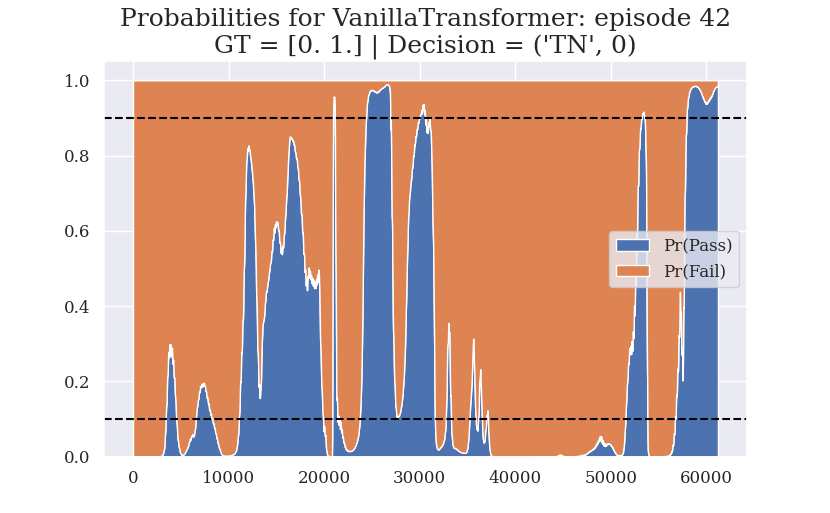 Probabilities for VanillaTransformer: episode 42
GT = [0. 1.] | Decision = ('TN', 0)
1.0
0.8
0.6
0.4
0.2
0.0
Pr(Pass)
Pr(Fail)
0 10000 20000 30000 40000 50000 60000